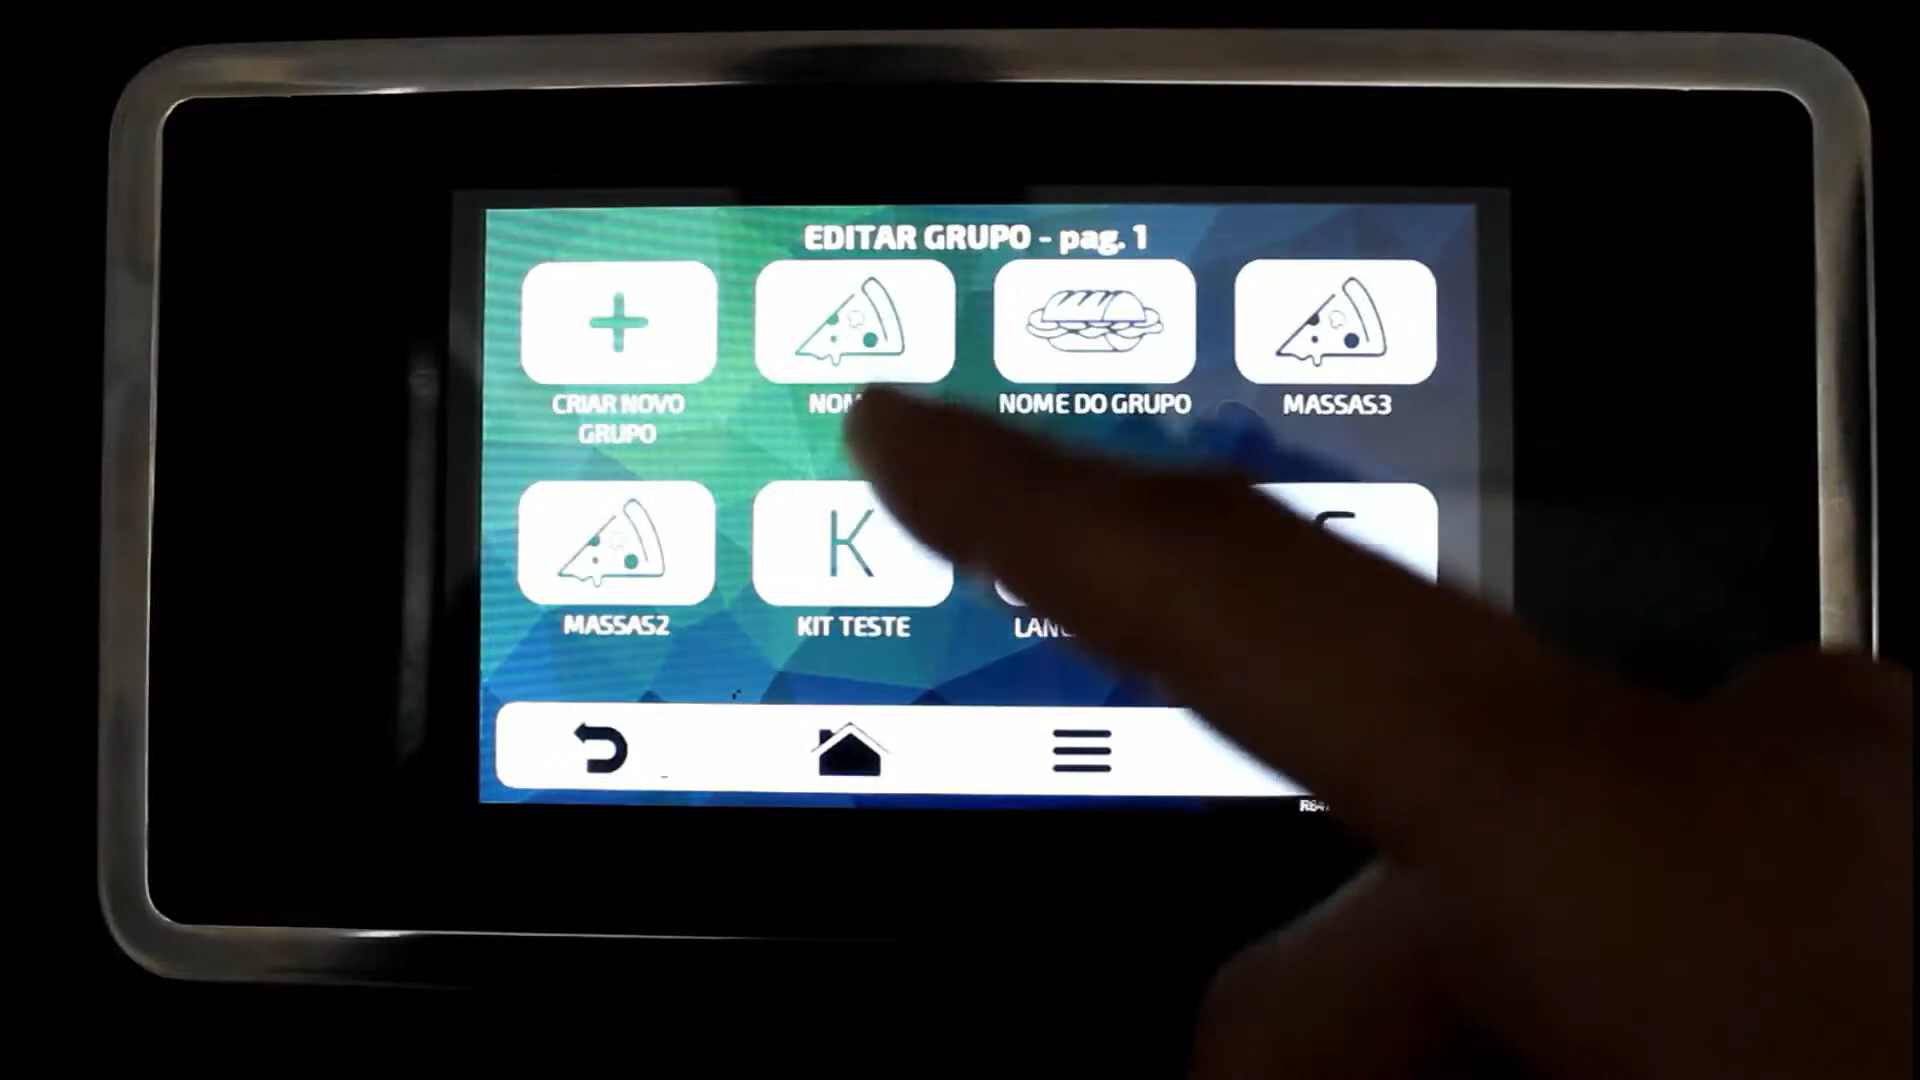 EDITAR GRUPO - pag. 1
CRIAR NOVO
GRUPO
NOME DO GRUPO
MASSAS3
K
MASSAS2
KIT TESTE